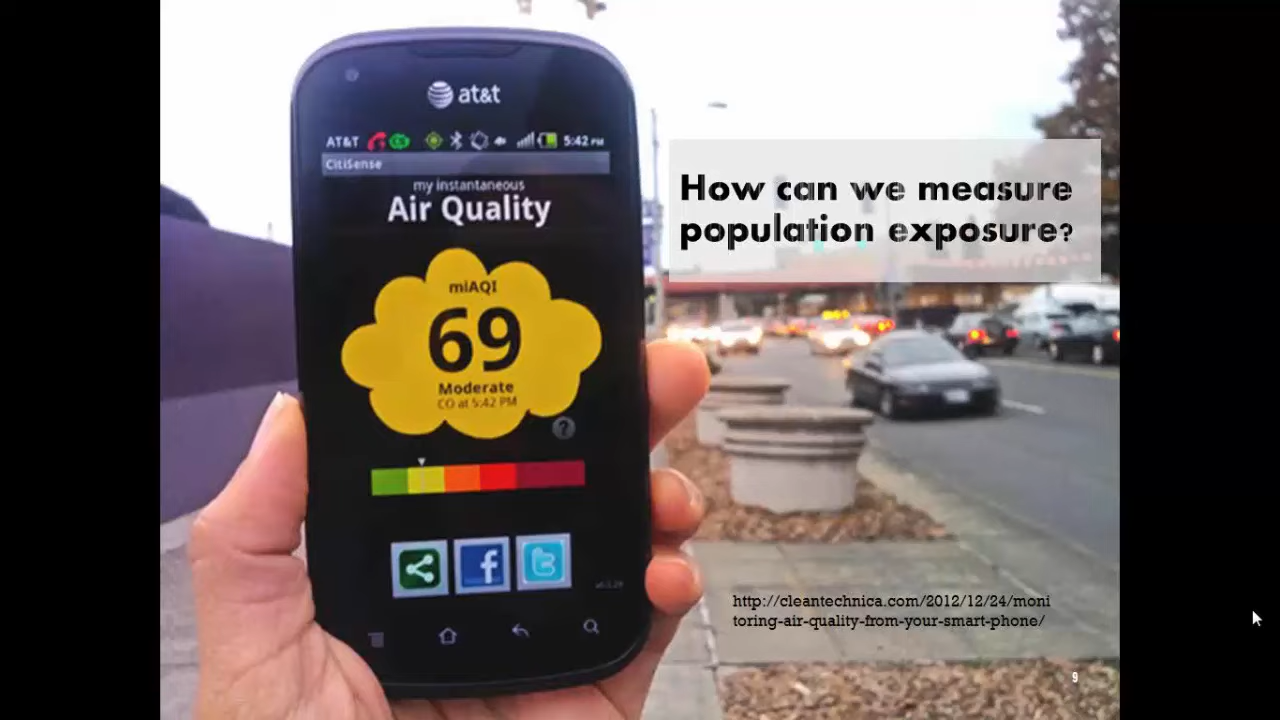 at&t
AT&T 5:42 PM
CitiSense
my instantaneous
Air Quality
miAQI
69
Moderate
CO at 5:42 PM
?
How can we measure
population exposure?
http://cleantechnica.com/2012/12/24/moni
toring-air-quality-from-your-smart-phone/
9